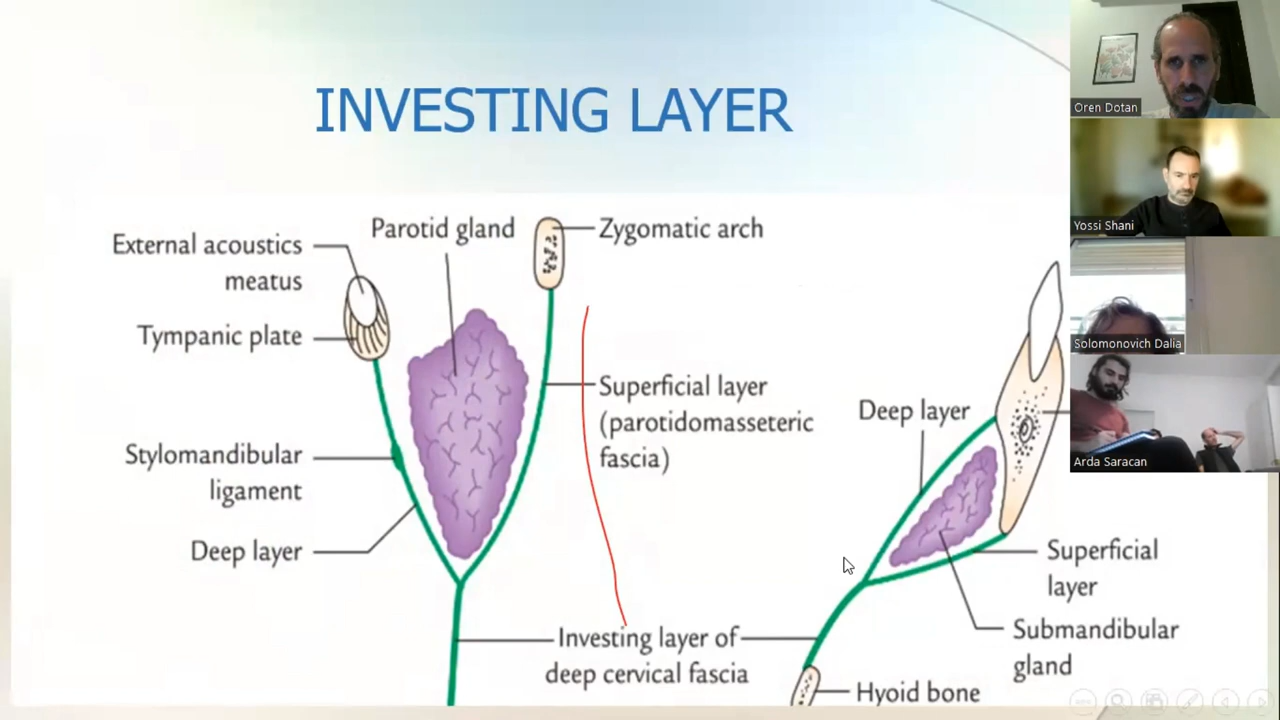 INVESTING LAYER
External acoustics
meatus
Parotid gland
Zygomatic arch
Tympanic plate
Superficial layer
(parotidomasseteric
fascia)
Stylomandibular
ligament
Deep layer
Investing layer of
deep cervical fascia
Deep layer
Superficial
layer
Submandibular
gland
Hyoid bone
Oren Dotan
Yossi Shani
Solomonovich Dalia
Arda Saracan